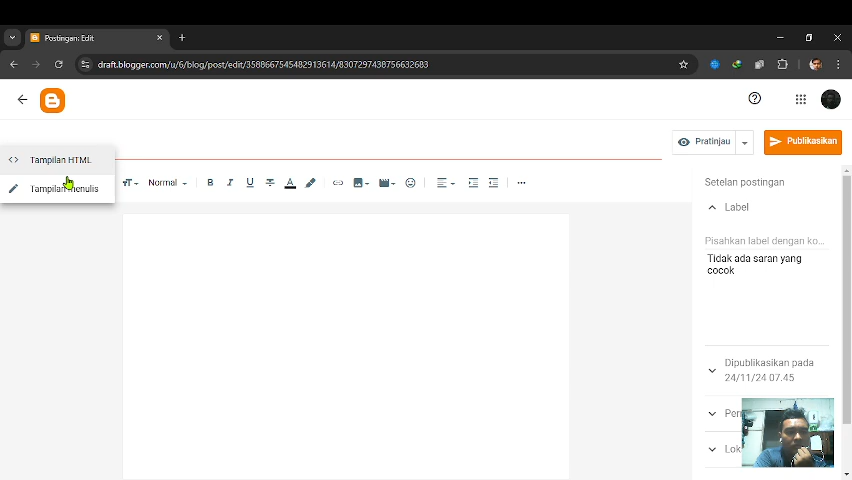 Postingan: Edit
draft.blogger.com/u/6/blog/post/edit/3588667545482913614/8307297438756632683
Pratinjau
Publikasikan
Tampilan HTML
Tampilan menulis
Normal
Setelan postingan
Label
Pisahkan label dengan ko...
Tidak ada saran yang
cocok
Dipublikasikan pada
24/11/24 07.45